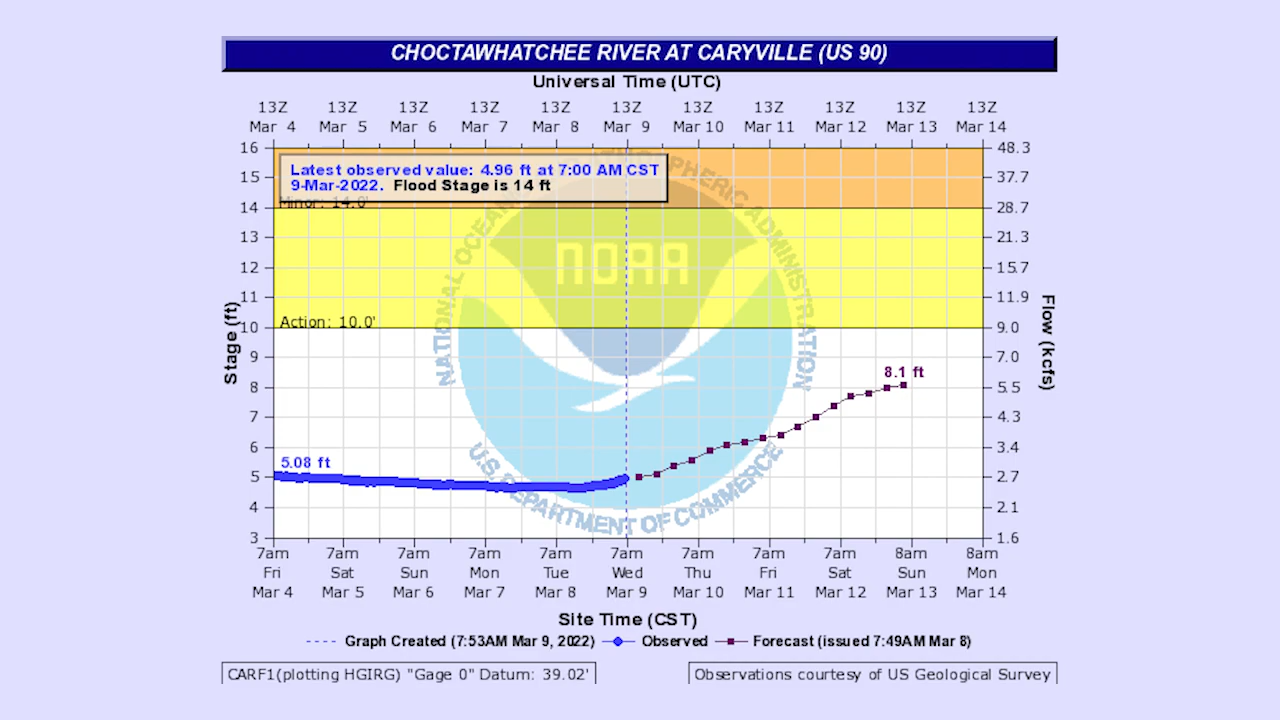 CHOCTAWHATCHEE RIVER AT CARYVILLE (US 90)
Universal Time (UTC)
13Z 13Z 13Z 13Z 13Z 13Z 13Z 13Z 13Z 13Z 13Z
Mar 4 Mar 5 Mar 6 Mar 7 Mar 8 Mar 9 Mar 10 Mar 11 Mar 12 Mar 13 Mar 14
16 48.3
Latest observed value: 4.96 ft at 7:00 AM CST
15 37.7
9-Mar-2022. Flood Stage is 14 ft
Minor: 14.0'
14 28.7
13 21.3
12 15.7
11 11.9
Action: 10.0'
10 9.0
9 7.0
8.1 ft
8 5.5
7 4.3
6 3.4
5.08 ft
5 2.7
4 2.1
3 1.6
Stage (ft)
Flow (kcfs)
NATIONAL OCEANIC AND ATMOSPHERIC ADMINISTRATION
NOAA
U.S. DEPARTMENT OF COMMERCE
7am 7am 7am 7am 7am 7am 7am 7am 7am 8am 8am
Fri Sat Sun Mon Tue Wed Thu Fri Sat Sun Mon
Mar 4 Mar 5 Mar 6 Mar 7 Mar 8 Mar 9 Mar 10 Mar 11 Mar 12 Mar 13 Mar 14
Site Time (CST)
Graph Created (7:53AM Mar 9, 2022) Observed Forecast (issued 7:49AM Mar 8)
CARF1(plotting HGIRG) "Gage 0" Datum: 39.02'
Observations courtesy of US Geological Survey